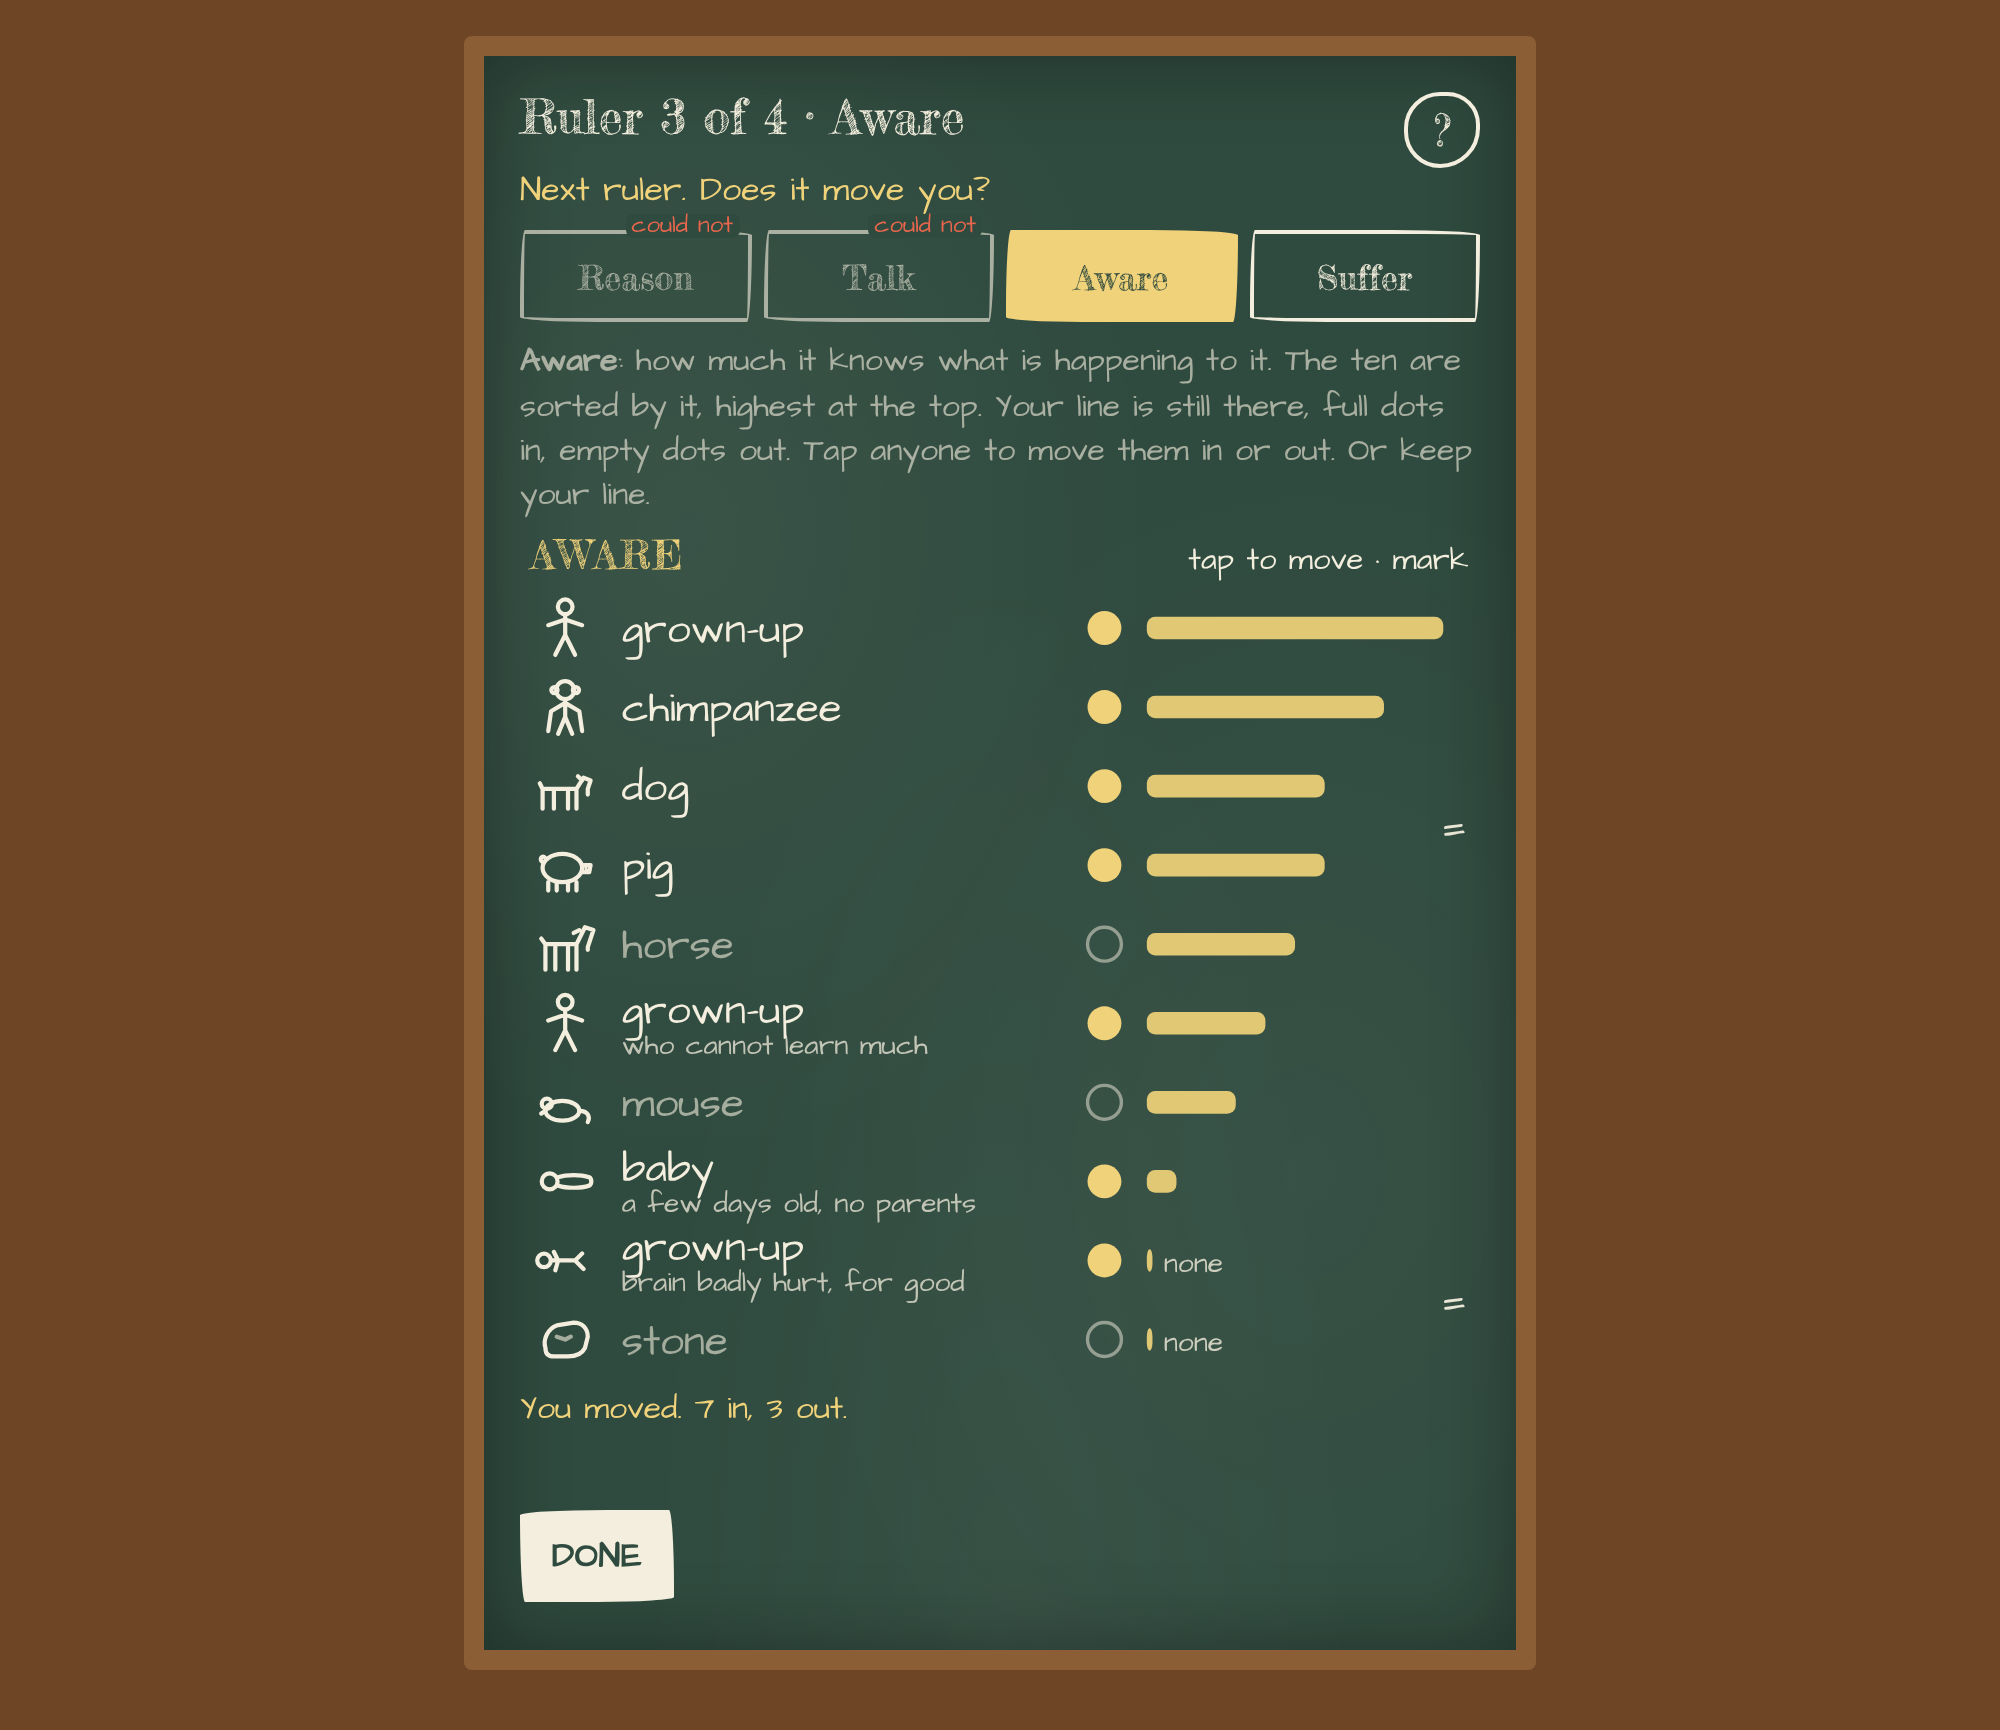 Ruler 3 of 4 · Aware
?
Next ruler. Does it move you?
could not
could not
Reason
Talk
Aware
Suffer
Aware: how much it knows what is happening to it. The ten are
sorted by it, highest at the top. Your line is still there, full dots
in, empty dots out. Tap anyone to move them in or out. Or keep
your line.
AWARE
tap to move · mark
grown-up
chimpanzee
dog
=
pig
horse
grown-up
who cannot learn much
mouse
baby
a few days old, no parents
grown-up
brain badly hurt, for good
none
=
stone
none
You moved. 7 in, 3 out.
DONE